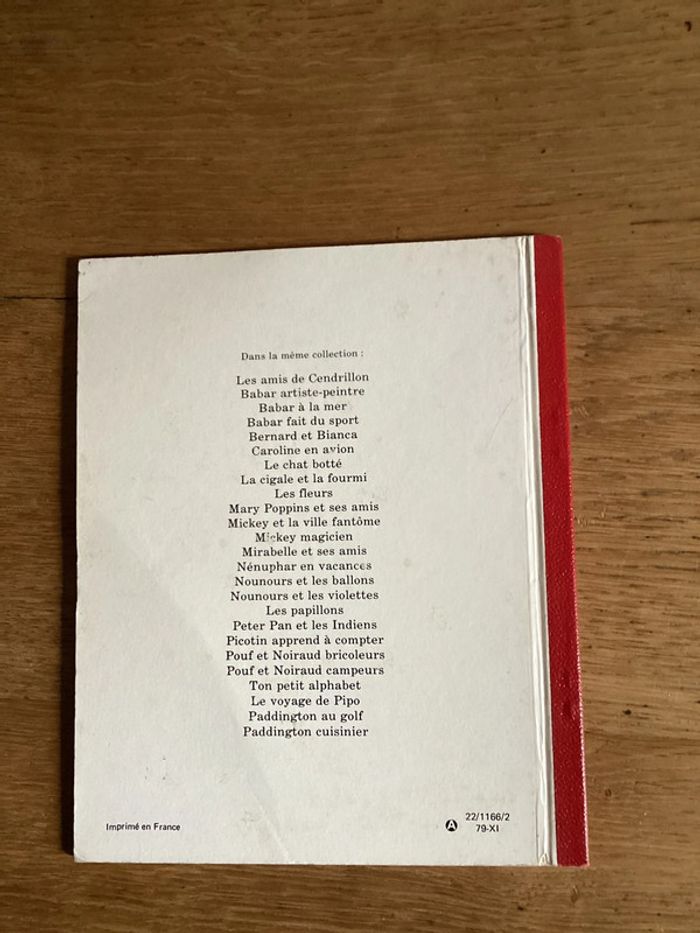 Dans la même collection :
Les amis de Cendrillon
Babar artiste-peintre
Babar à la mer
Babar fait du sport
Bernard et Bianca
Caroline en avion
Le chat botté
La cigale et la fourmi
Les fleurs
Mary Poppins et ses amis
Mickey et la ville fantôme
Mickey magicien
Mirabelle et ses amis
Nénuphar en vacances
Nounours et les ballons
Nounours et les violettes
Les papillons
Peter Pan et les Indiens
Picotin apprend à compter
Pouf et Noiraud bricoleurs
Pouf et Noiraud campeurs
Ton petit alphabet
Le voyage de Pipo
Paddington au golf
Paddington cuisinier
Imprimé en France
A 22/1166/2
79-XI